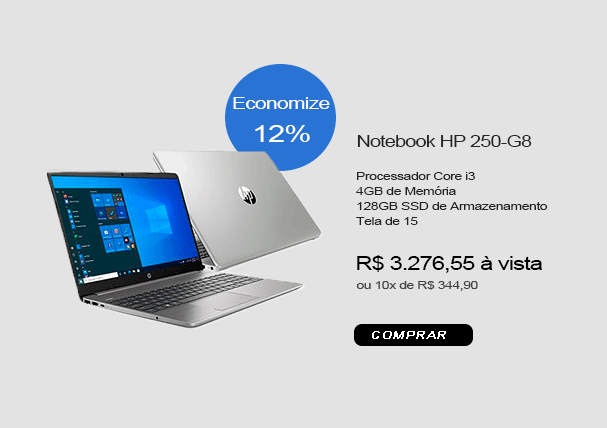 Economize
12%
Notebook HP 250-G8
Processador Core i3
4GB de Memória
128GB SSD de Armazenamento
Tela de 15
R$ 3.276,55 à vista
ou 10x de R$ 344,90
COMPRAR